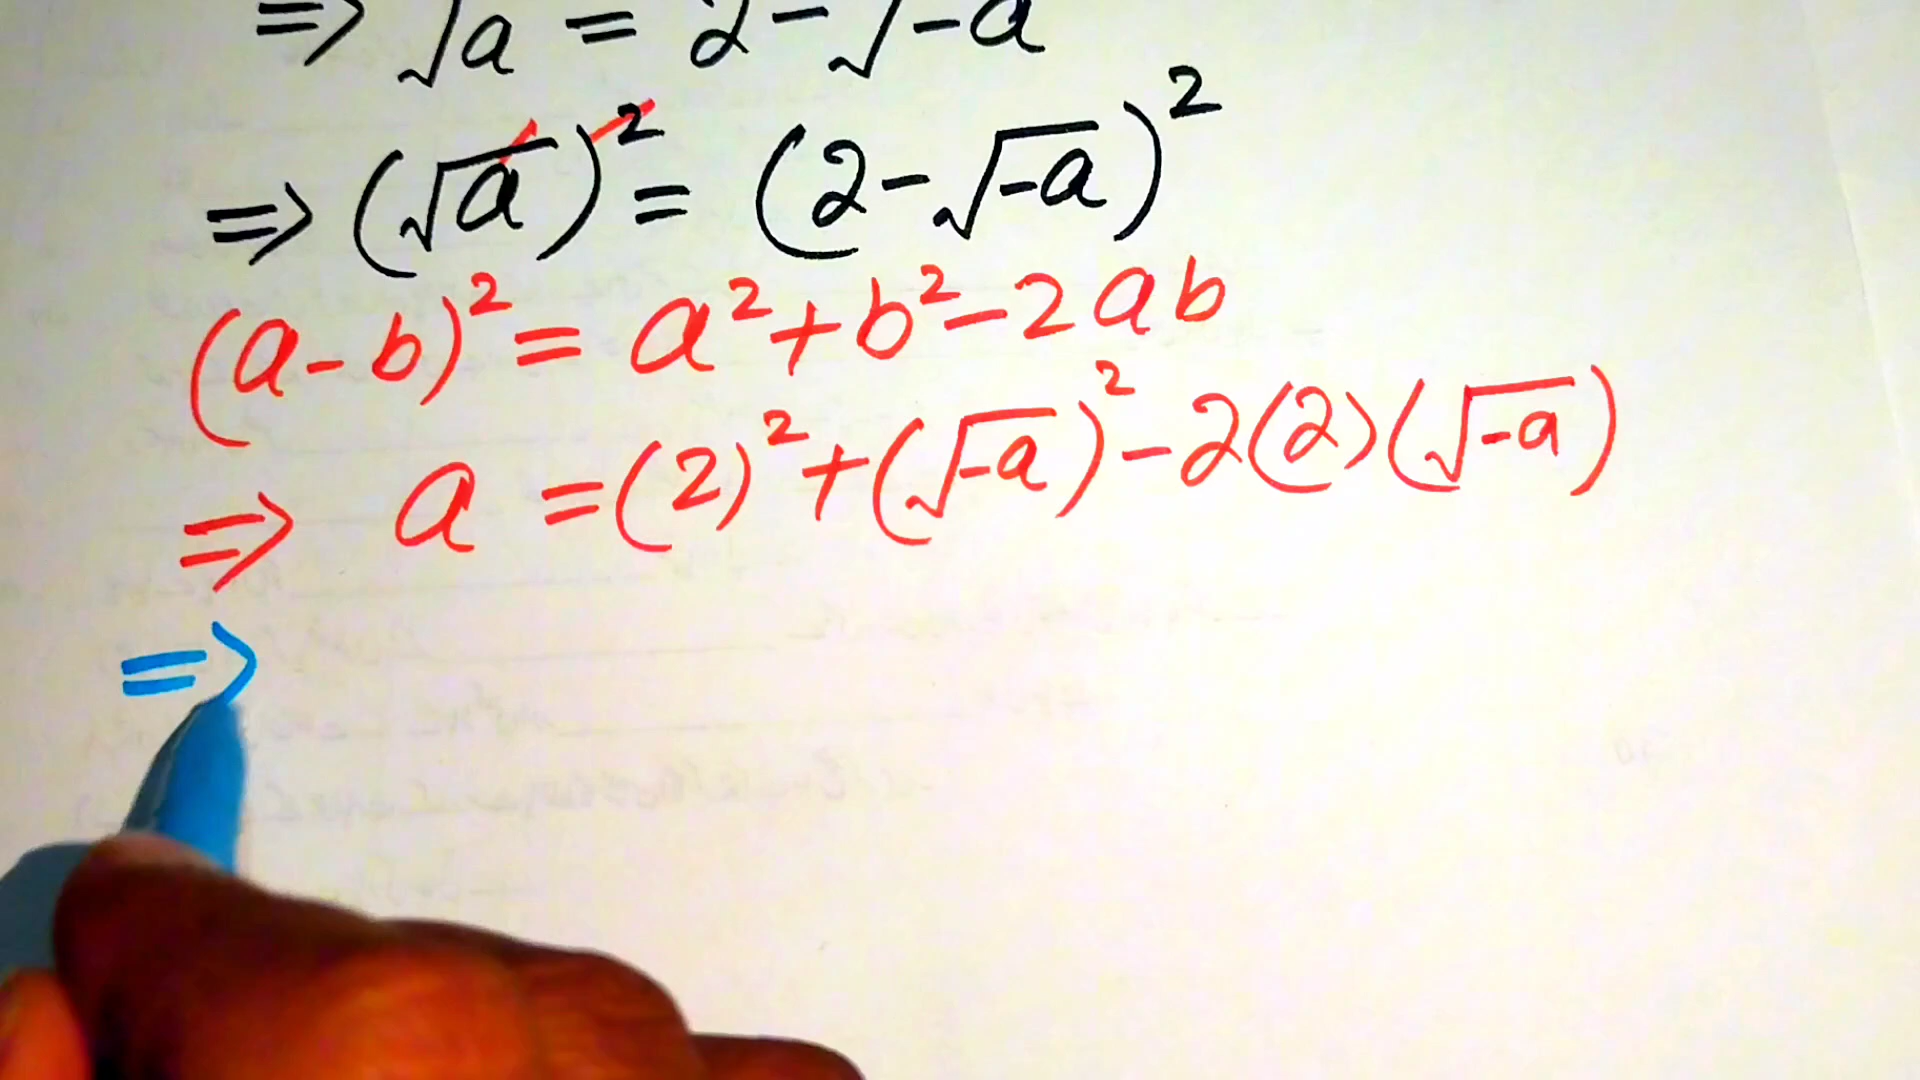 => √a = 2-√-a
=> (√a)² = (2-√-a)²
(a-b)² = a²+b²-2ab
=> a = (2)²+(√-a)²-2(2)(√-a)
=>